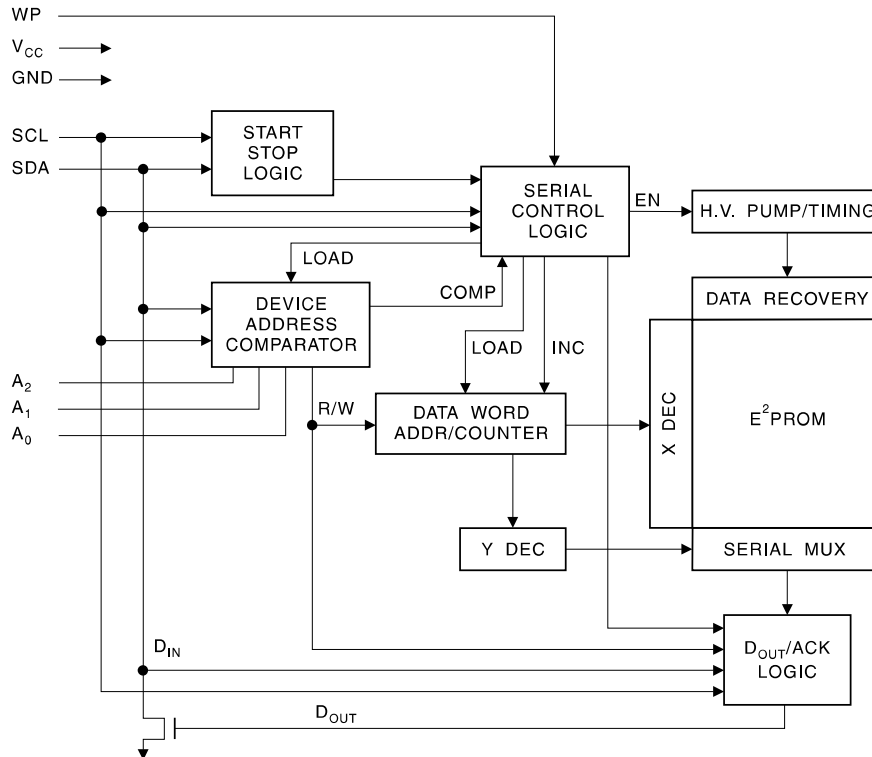 WP
VCC
GND
SCL
SDA
START
STOP
LOGIC
SERIAL
CONTROL
LOGIC
EN
H.V. PUMP/TIMING
LOAD
COMP
DEVICE
ADDRESS
COMPARATOR
DATA RECOVERY
LOAD
INC
A2
A1
A0
R/W
DATA WORD
ADDR/COUNTER
X DEC
E2PROM
Y DEC
SERIAL MUX
DIN
DOUT/ACK
LOGIC
DOUT